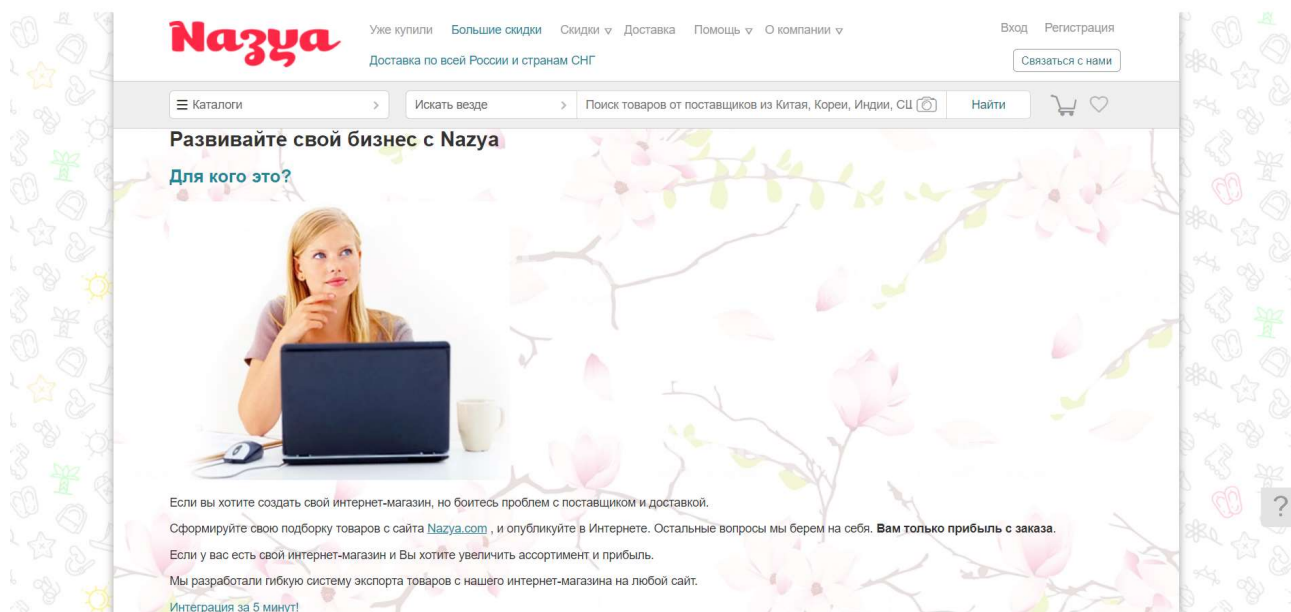 Nazya
Уже купили Большие скидки Скидки Доставка Помощь О компании
Вход Регистрация
Доставка по всей России и странам СНГ
Связаться с нами
Каталоги
Искать везде
Поиск товаров от поставщиков из Китая, Кореи, Индии, СШ
Найти
Развивайте свой бизнес с Nazya
Для кого это?
Если вы хотите создать свой интернет-магазин, но боитесь проблем с поставщиком и доставкой.
Сформируйте свою подборку товаров с сайта Nazya.com , и опубликуйте в Интернете. Остальные вопросы мы берем на себя. Вам только прибыль с заказа.
?
Если у вас есть свой интернет-магазин и Вы хотите увеличить ассортимент и прибыль.
Мы разработали гибкую систему экспорта товаров с нашего интернет-магазина на любой сайт.
Интеграция за 5 минут!